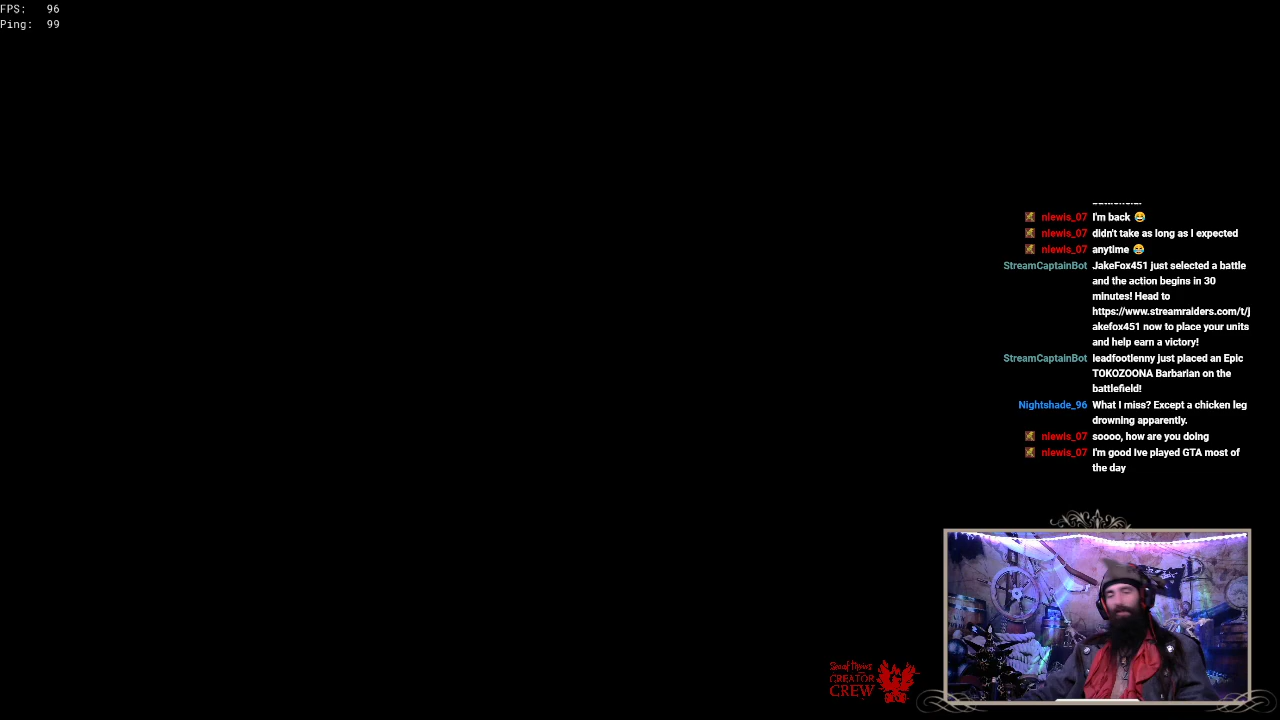 FPS: 96
Ping: 99
nlewis_07 I'm back 😂
nlewis_07 didn't take as long as I expected
nlewis_07 anytime 😂
StreamCaptainBot JakeFox451 just selected a battle
and the action begins in 30
minutes! Head to
https://www.streamraiders.com/t/j
akefox451 now to place your units
and help earn a victory!
StreamCaptainBot leadfootlenny just placed an Epic
TOKOZOONA Barbarian on the
battlefield!
Nightshade_96 What I miss? Except a chicken leg
drowning apparently.
nlewis_07 soooo, how are you doing
nlewis_07 I'm good Ive played GTA most of
the day
CREATOR
CREW